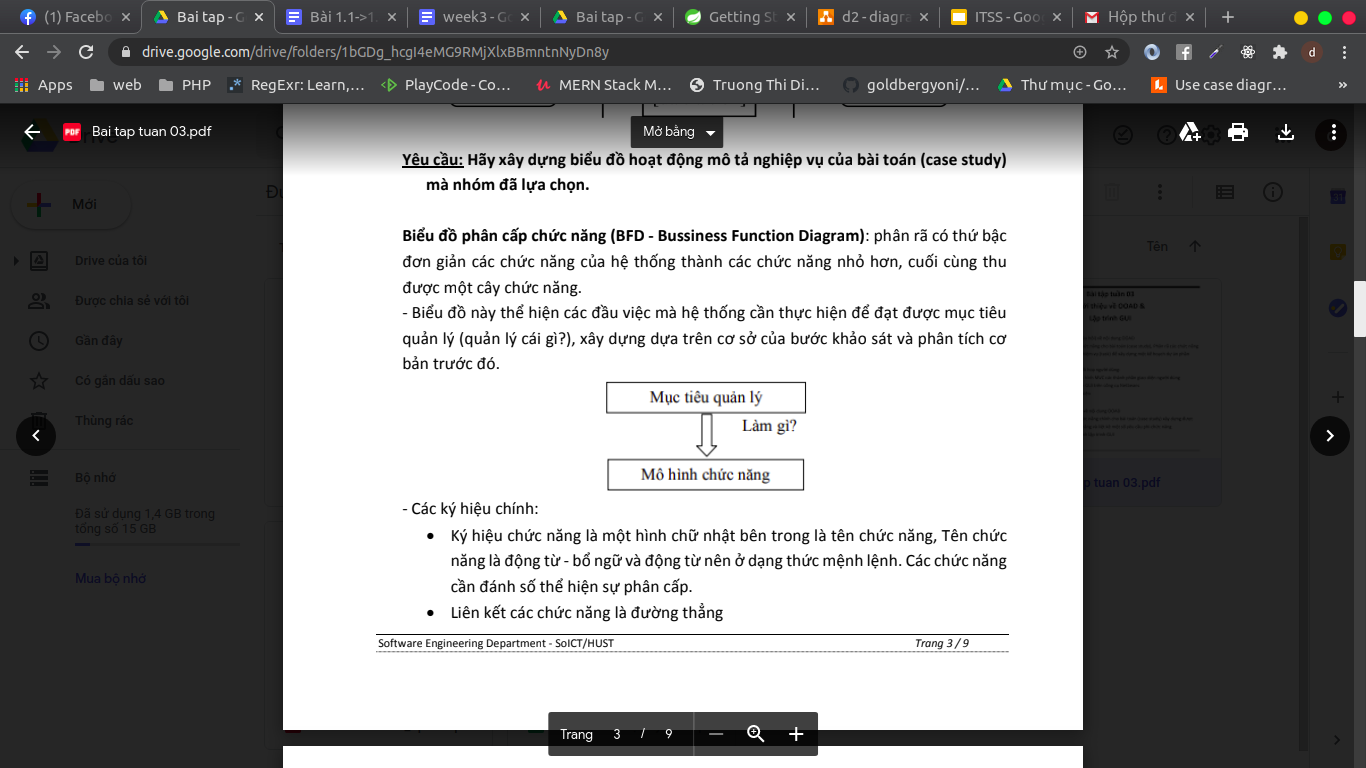 (1) Facebo
Bai tap - G
Bài 1.1->1.
week3 - Go
Bai tap - G
Getting St
d2 - diagra
ITSS - Goo
Hộp thư đ
drive.google.com/drive/folders/1bGDg_hcgI4eMG9RMjXlxBBmntnNyDn8y
d
Apps
web
PHP
RegExr: Learn,...
PlayCode - Co...
MERN Stack M...
Truong Thi Di...
goldbergyoni/...
Thư mục - Go...
Use case diagr...
»
PDF
Bai tap tuan 03.pdf
Mở bằng
Mới
Drive của tôi
Được chia sẻ với tôi
Gần đây
Có gắn dấu sao
Thùng rác
Bộ nhớ
Đã sử dụng 1,4 GB trong
tổng số 15 GB
Mua bộ nhớ
Yêu cầu: Hãy xây dựng biểu đồ hoạt động mô tả nghiệp vụ của bài toán (case study)
mà nhóm đã lựa chọn.
Biểu đồ phân cấp chức năng (BFD - Bussiness Function Diagram): phân rã có thứ bậc
đơn giản các chức năng của hệ thống thành các chức năng nhỏ hơn, cuối cùng thu
được một cây chức năng.
- Biểu đồ này thể hiện các đầu việc mà hệ thống cần thực hiện để đạt được mục tiêu
quản lý (quản lý cái gì?), xây dựng dựa trên cơ sở của bước khảo sát và phân tích cơ
bản trước đó.
Mục tiêu quản lý
Làm gì?
Mô hình chức năng
- Các ký hiệu chính:
• Ký hiệu chức năng là một hình chữ nhật bên trong là tên chức năng, Tên chức
năng là động từ - bổ ngữ và động từ nên ở dạng thức mệnh lệnh. Các chức năng
cần đánh số thể hiện sự phân cấp.
• Liên kết các chức năng là đường thẳng
Software Engineering Department - SoICT/HUST
Trang 3 / 9
Tên
Bài tập tuần 03
Lập trình GUI
p tuan 03.pdf
Trang 3 / 9